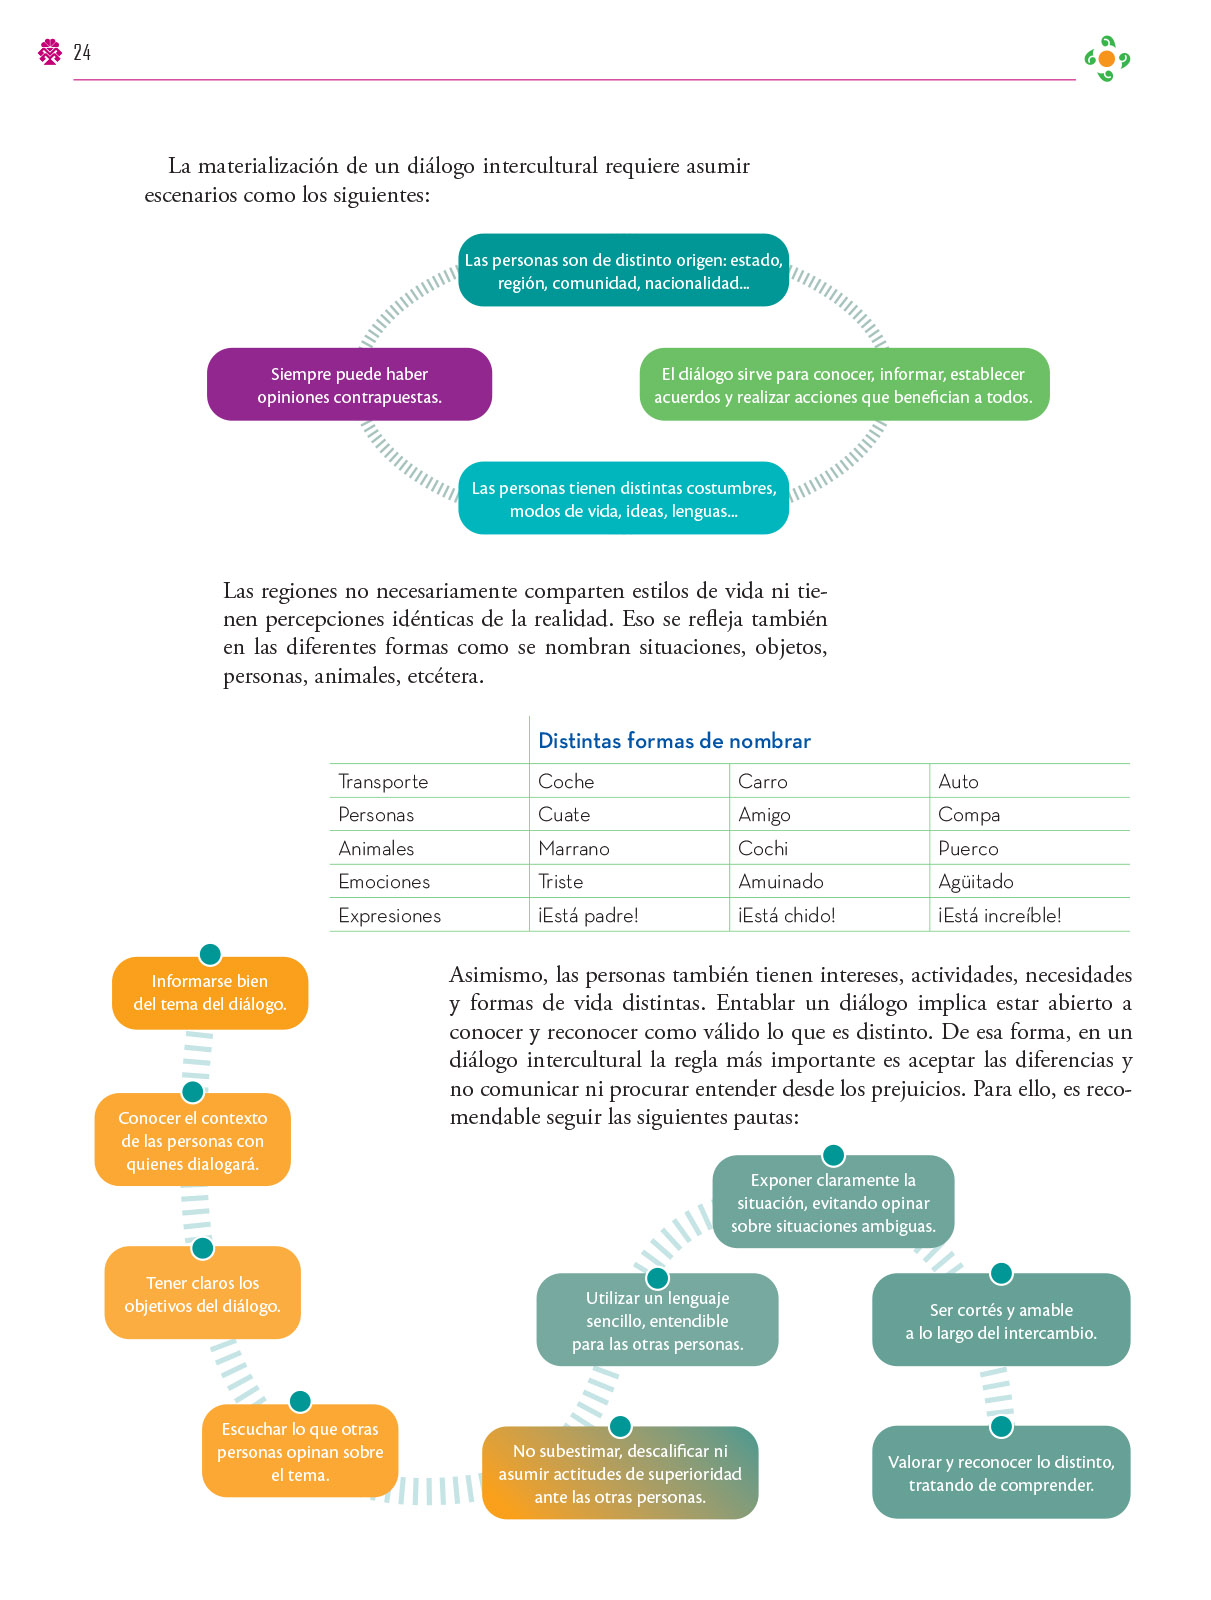 24
La materialización de un diálogo intercultural requiere asumir
escenarios como los siguientes:
Las personas son de distinto origen: estado,
región, comunidad, nacionalidad...
Siempre puede haber
opiniones contrapuestas.
El diálogo sirve para conocer, informar, establecer
acuerdos y realizar acciones que benefician a todos.
Las personas tienen distintas costumbres,
modos de vida, ideas, lenguas...
Las regiones no necesariamente comparten estilos de vida ni tie-
nen percepciones idénticas de la realidad. Eso se refleja también
en las diferentes formas como se nombran situaciones, objetos,
personas, animales, etcétera.
Distintas formas de nombrar
Transporte Coche Carro Auto
Personas Cuate Amigo Compa
Animales Marrano Cochi Puerco
Emociones Triste Amuinado Agüitado
Expresiones ¡Está padre! ¡Está chido! ¡Está increíble!
Asimismo, las personas también tienen intereses, actividades, necesidades
y formas de vida distintas. Entablar un diálogo implica estar abierto a
conocer y reconocer como válido lo que es distinto. De esa forma, en un
diálogo intercultural la regla más importante es aceptar las diferencias y
no comunicar ni procurar entender desde los prejuicios. Para ello, es reco-
mendable seguir las siguientes pautas:
Informarse bien
del tema del diálogo.
Conocer el contexto
de las personas con
quienes dialogará.
Tener claros los
objetivos del diálogo.
Escuchar lo que otras
personas opinan sobre
el tema.
No subestimar, descalificar ni
asumir actitudes de superioridad
ante las otras personas.
Utilizar un lenguaje
sencillo, entendible
para las otras personas.
Exponer claramente la
situación, evitando opinar
sobre situaciones ambiguas.
Ser cortés y amable
a lo largo del intercambio.
Valorar y reconocer lo distinto,
tratando de comprender.